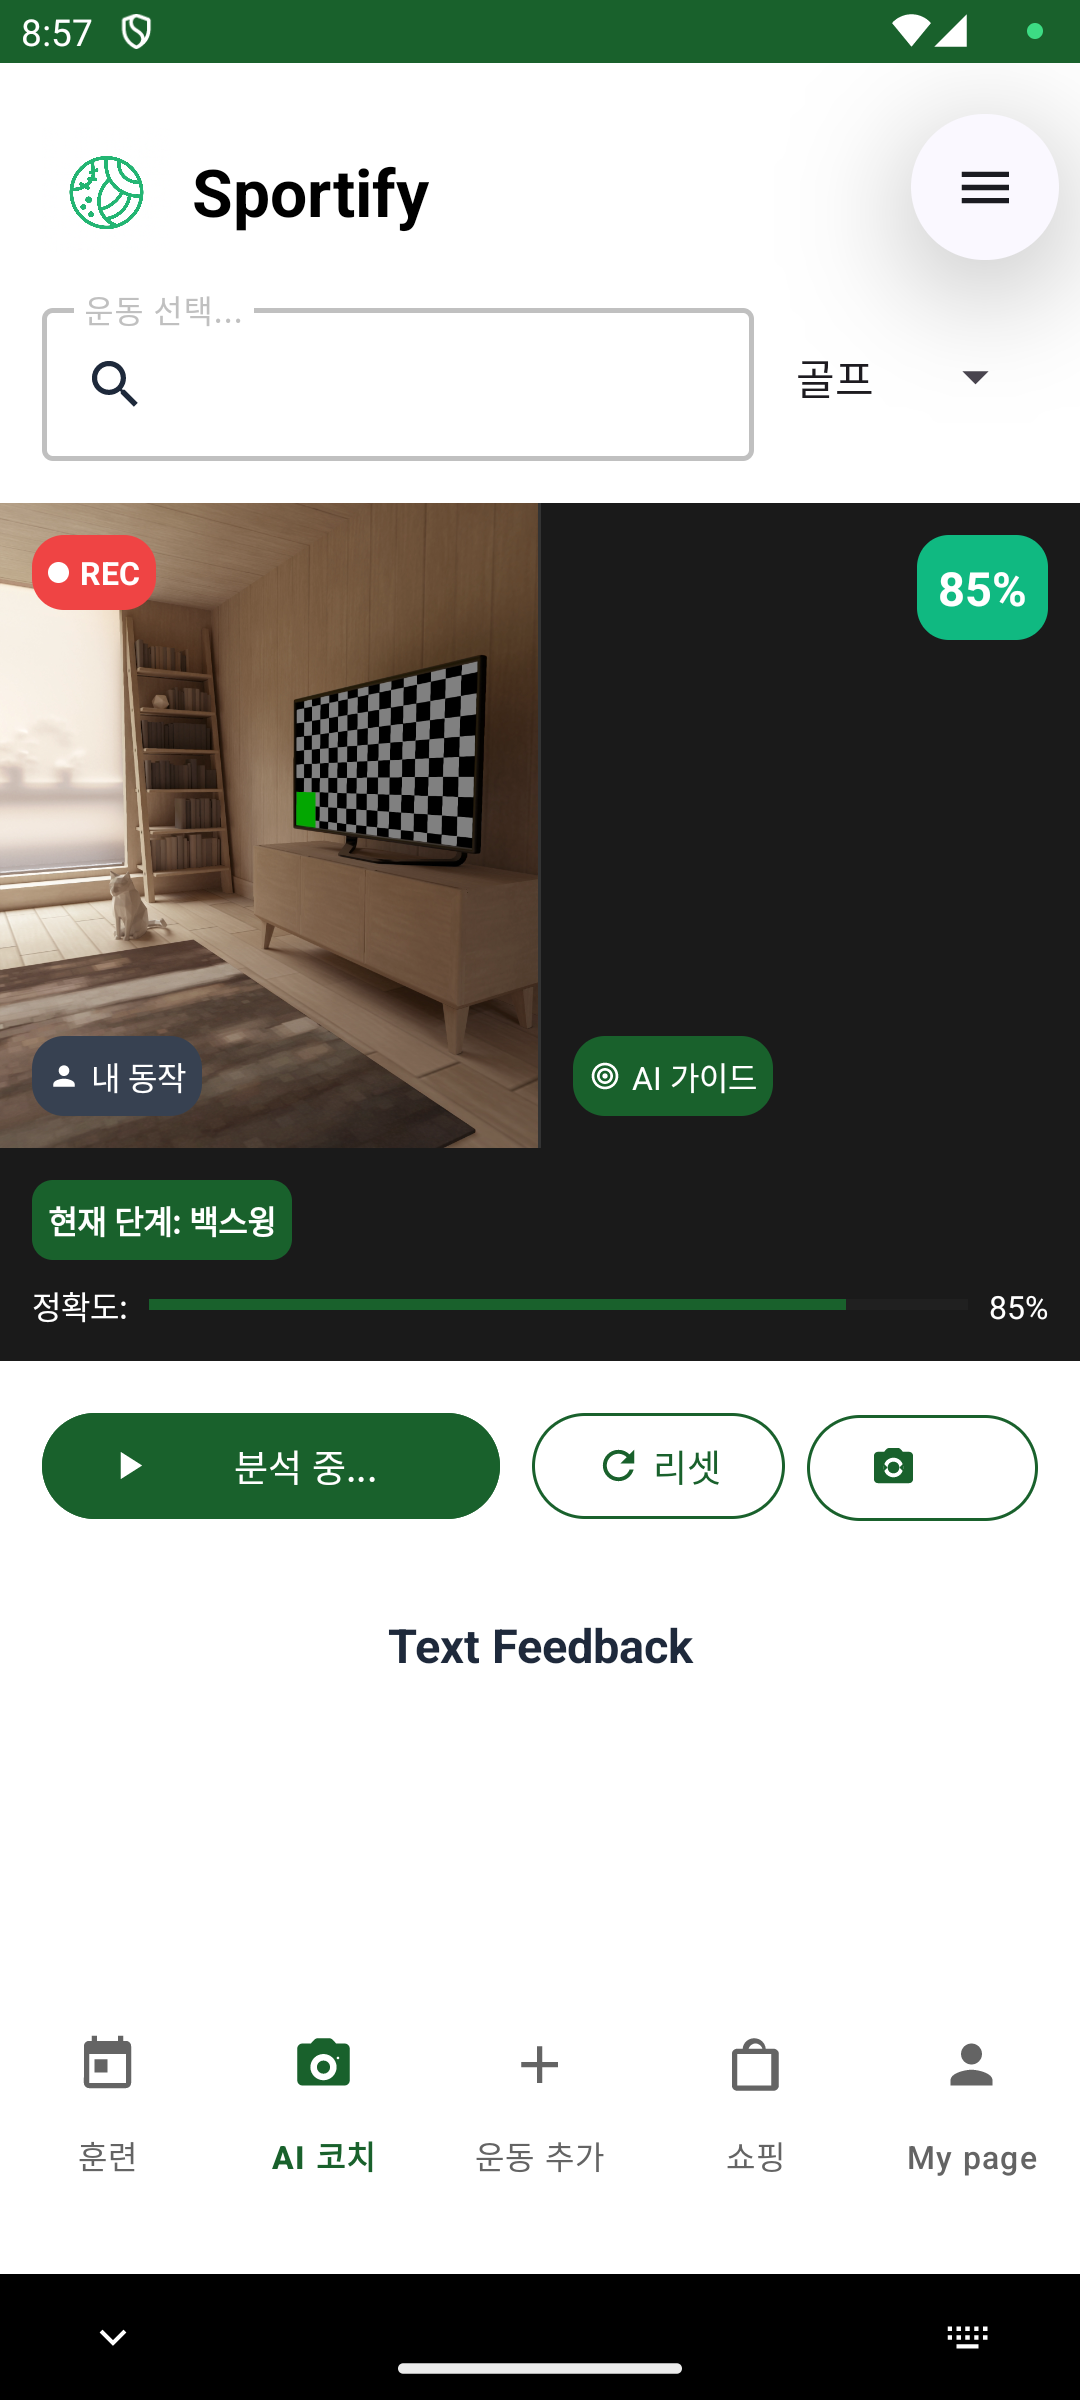 8:57
Sportify
운동 선택...
골프
REC
85%
내 동작
AI 가이드
현재 단계: 백스윙
정확도:
85%
분석 중...
리셋
Text Feedback
훈련
AI 코치
운동 추가
쇼핑
My page